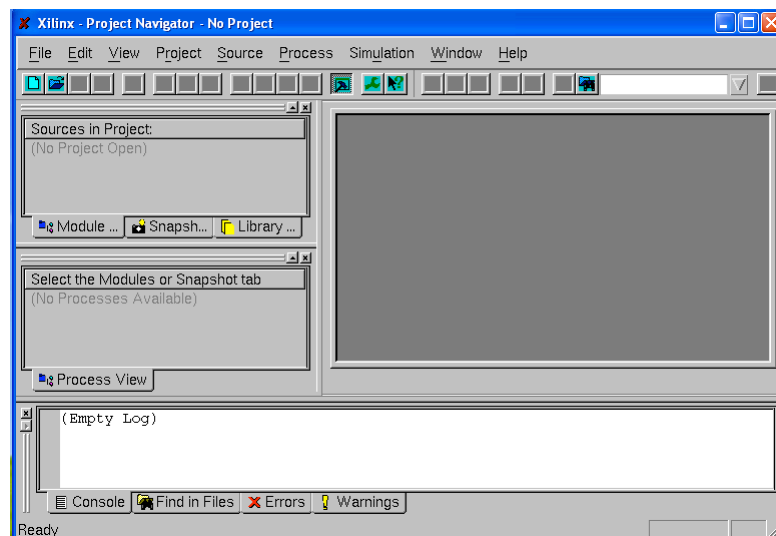 Xilinx - Project Navigator - No Project
File Edit View Project Source Process Simulation Window Help
Sources in Project:
(No Project Open)
Module ... Snapsh... Library ...
Select the Modules or Snapshot tab
(No Processes Available)
Process View
(Empty Log)
Console Find in Files Errors Warnings
Ready